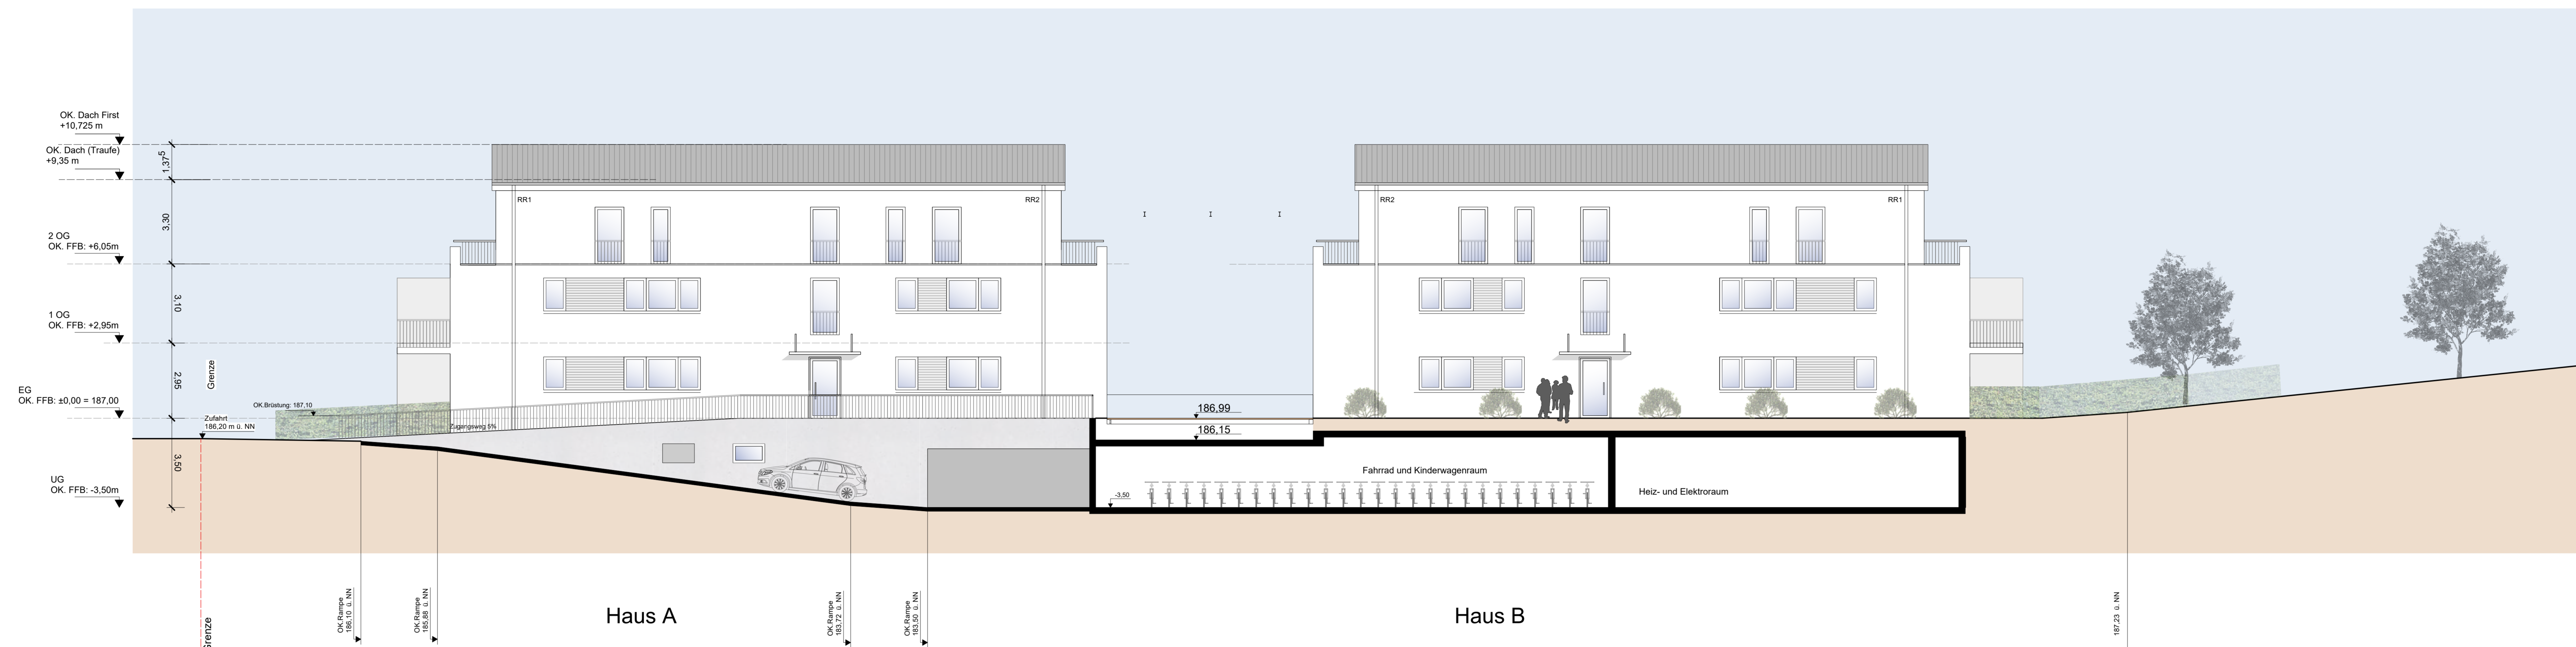 OK. Dach First
+10,725 m
OK. Dach (Traufe)
+9,35 m
1,37⁵
3,30
2 OG
OK. FFB: +6,05m
3,10
1 OG
OK. FFB: +2,95m
2,95
EG
OK. FFB: ±0,00 = 187,00
3,50
UG
OK. FFB: -3,50m
Grenze
Zufahrt
186,20 m ü. NN
OK.Brüstung: 187,10
Zugangsweg 5%
RR1
RR2
RR2
RR1
186,99
186,15
-3,50
Fahrrad und Kinderwagenraum
Heiz- und Elektroraum
Grenze
OK.Rampe
186,10 ü. NN
OK.Rampe
185,88 ü. NN
Haus A
OK.Rampe
183,72 ü. NN
OK.Rampe
183,50 ü. NN
Haus B
187,23 ü. NN